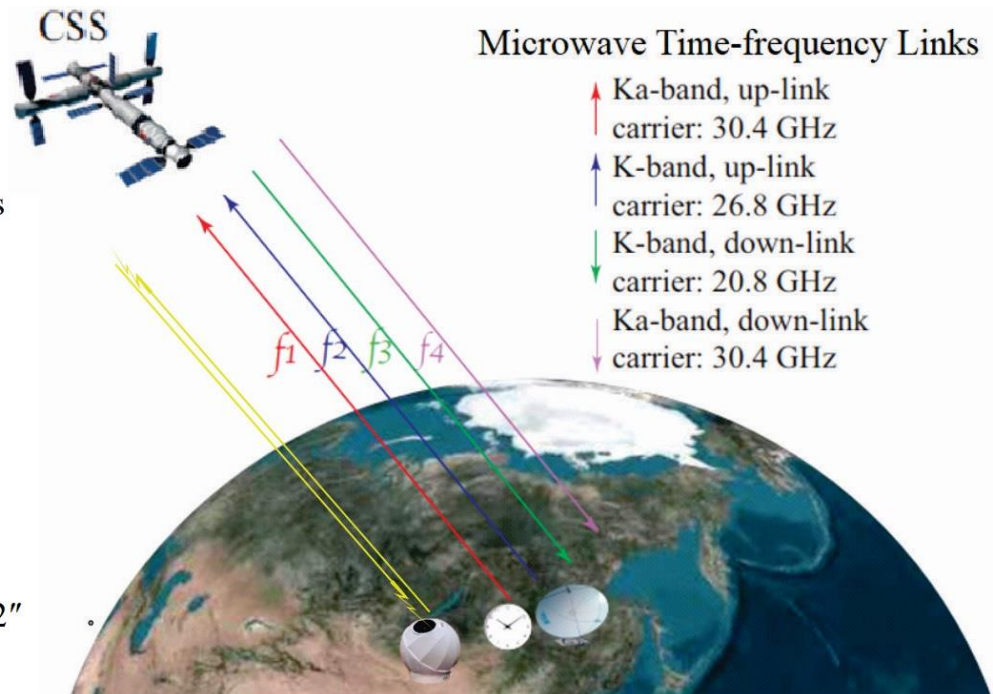 CSS
Microwave Time-frequency Links
Ka-band, up-link
carrier: 30.4 GHz
K-band, up-link
carrier: 26.8 GHz
s
K-band, down-link
carrier: 20.8 GHz
Ka-band, down-link
carrier: 30.4 GHz
f1 f2 f3 f4
2″